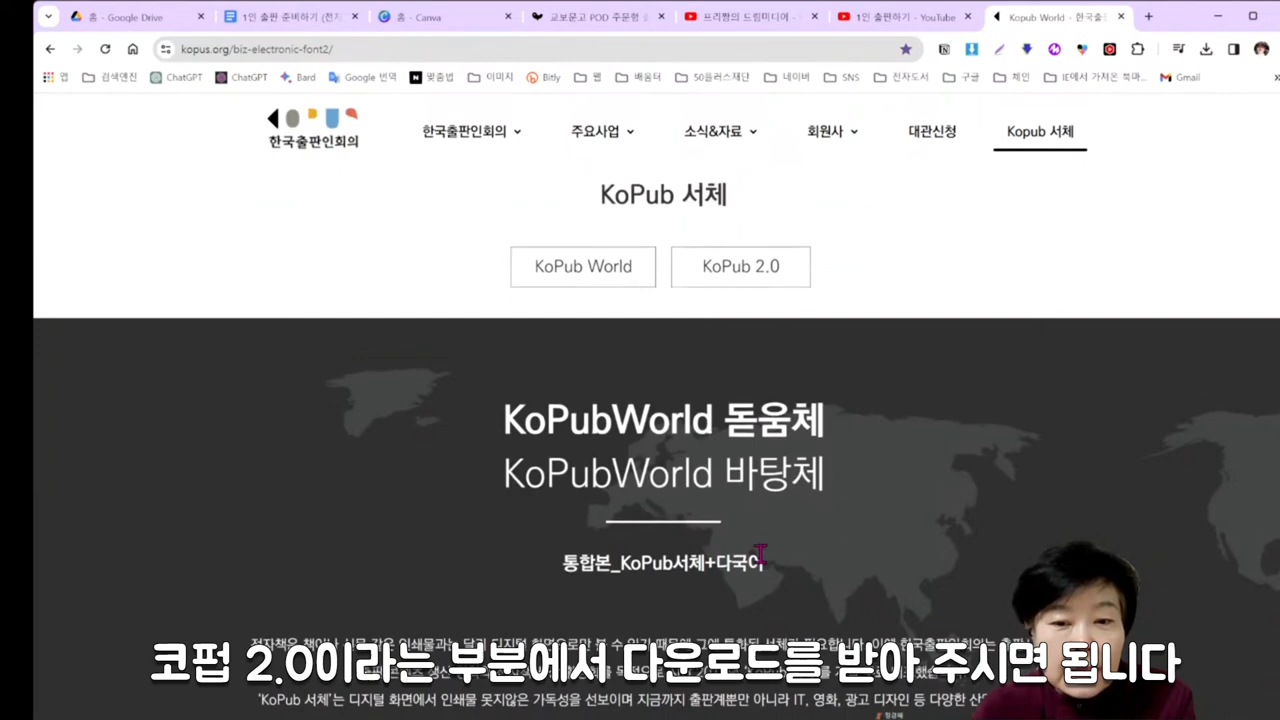 홈 - Google Drive
1인 출판 준비하기 (전자
홈 - Canva
교보문고 POD 주문형 출
프리짱의 드림미디어 - Y
1인 출판하기 - YouTube
Kopub World - 한국출판
kopus.org/biz-electronic-font2/
앱 검색엔진 ChatGPT ChatGPT Bard Google 번역 맞춤법 이미지 Bitly 웹 배움터 50플러스재단 네이버 SNS 전자도서 구글 체인 IE에서 가져온 북마... Gmail
KOPUS
한국출판인회의
한국출판인회의 주요사업 소식&자료 회원사 대관신청 Kopub 서체
KoPub 서체
KoPub World KoPub 2.0
KoPubWorld 돋움체
KoPubWorld 바탕체
통합본_KoPub서체+다국어
코펍 2.0이라는 부분에서 다운로드를 받아 주시면 됩니다
'KoPub 서체'는 디지털 화면에서 인쇄물 못지않은 가독성을 선보이며 지금까지 출판계뿐만 아니라 IT, 영화, 광고 디자인 등 다양한